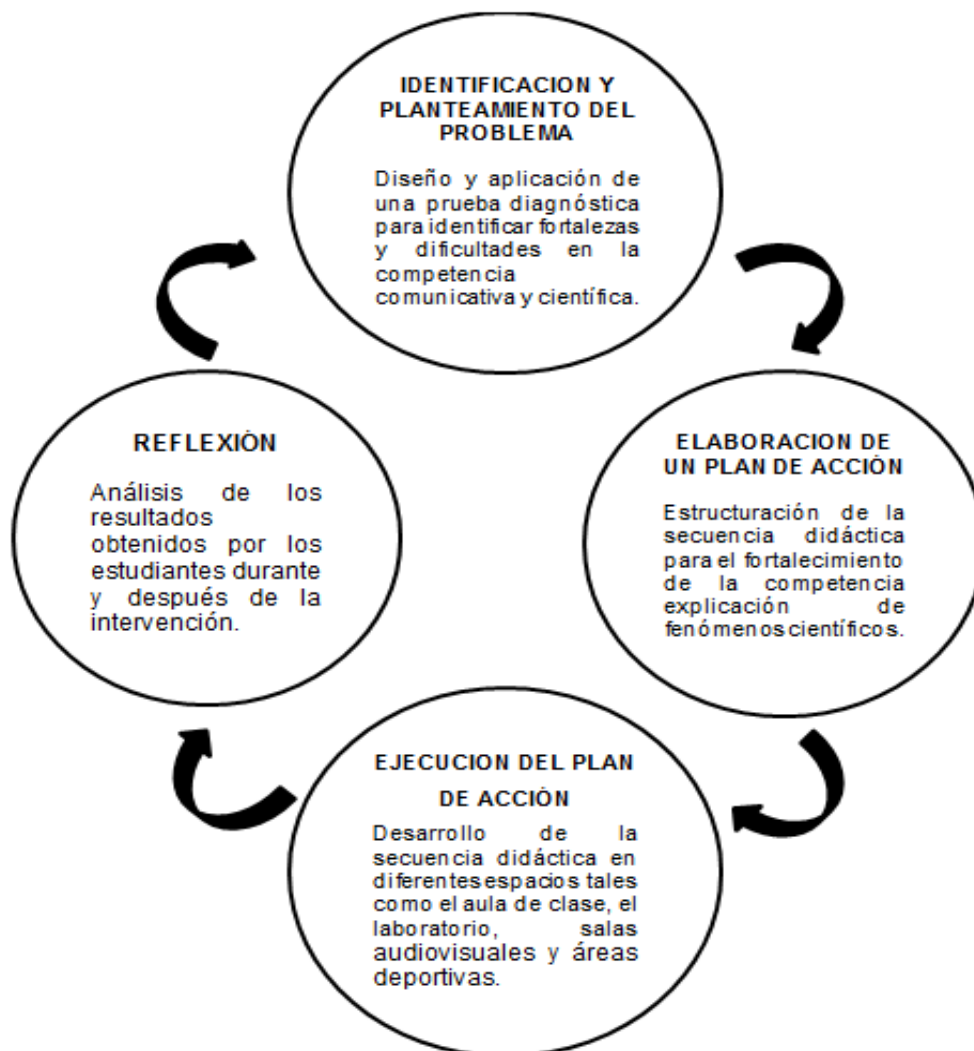 IDENTIFICACION Y
PLANTEAMIENTO DEL
PROBLEMA
Diseño y aplicación de
una prueba diagnóstica
para identificar fortalezas
y dificultades en la
competencia
comunicativa y científica.
ELABORACION DE
UN PLAN DE ACCIÓN
Estructuración de la
secuencia didáctica
para el fortalecimiento
de la competencia
explicación de
fenómenos científicos.
EJECUCION DEL PLAN
DE ACCIÓN
Desarrollo de la
secuencia didáctica en
diferentes espacios tales
como el aula de clase, el
laboratorio, salas
audiovisuales y áreas
deportivas.
REFLEXIÓN
Análisis de los
resultados
obtenidos por los
estudiantes durante
y después de la
intervención.